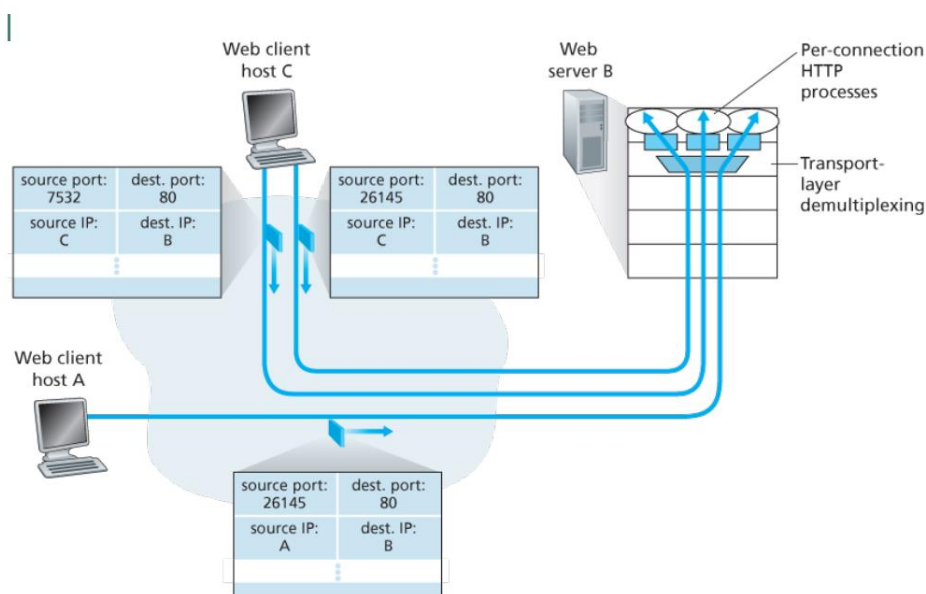 Web client
host C
Web
server B
Per-connection
HTTP
processes
Transport-
layer
demultiplexing
source port:
7532
dest. port:
80
source IP:
C
dest. IP:
B
source port:
26145
dest. port:
80
source IP:
C
dest. IP:
B
Web client
host A
source port:
26145
dest. port:
80
source IP:
A
dest. IP:
B